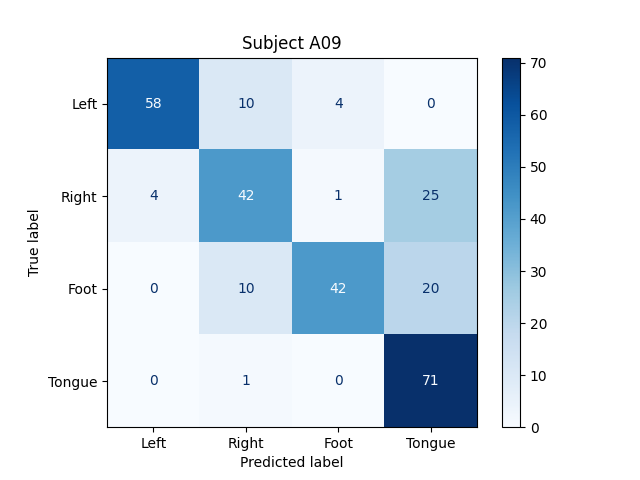 Subject A09
True label
Left 58 10 4 0
Right 4 42 1 25
Foot 0 10 42 20
Tongue 0 1 0 71
Left Right Foot Tongue
Predicted label
70
60
50
40
30
20
10
0